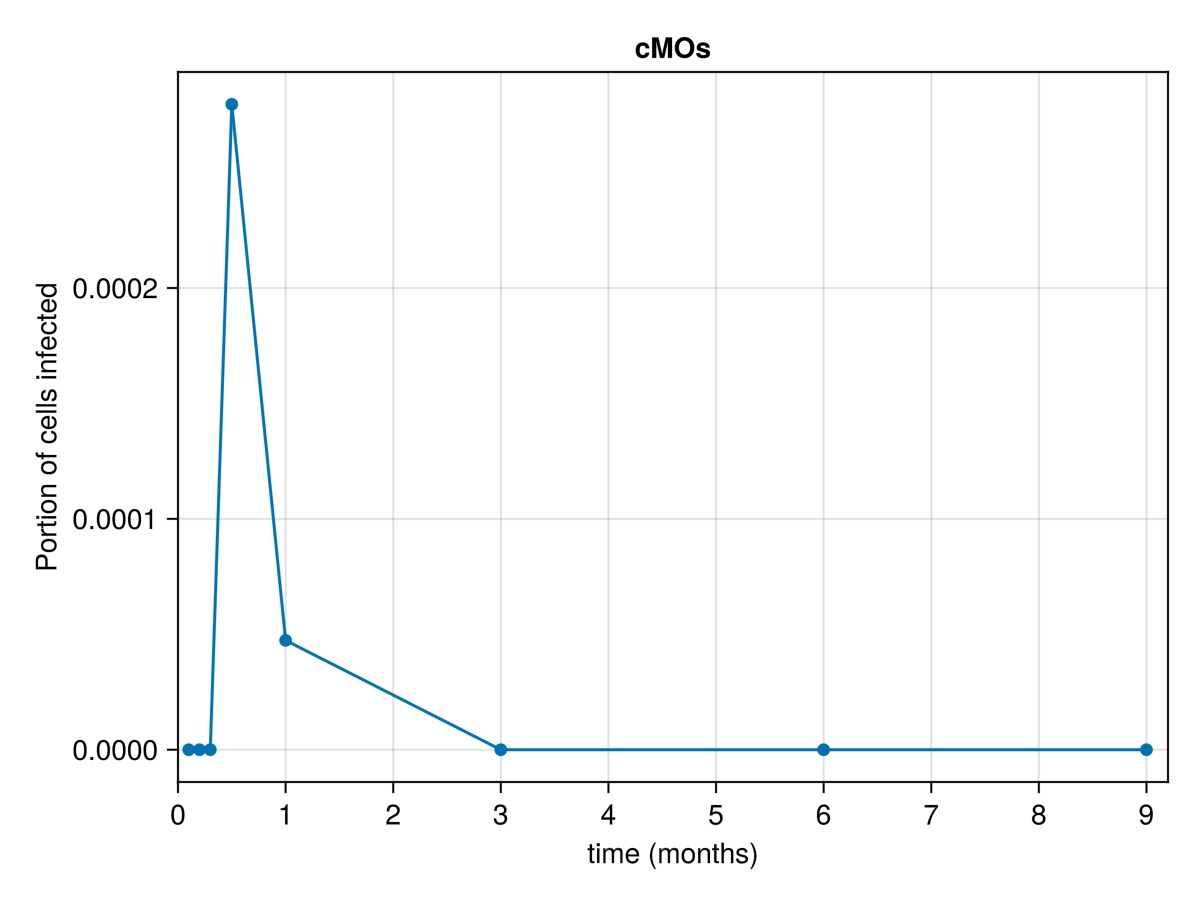 cMOs
Portion of cells infected
0.0002
0.0001
0.0000
0 1 2 3 4 5 6 7 8 9
time (months)